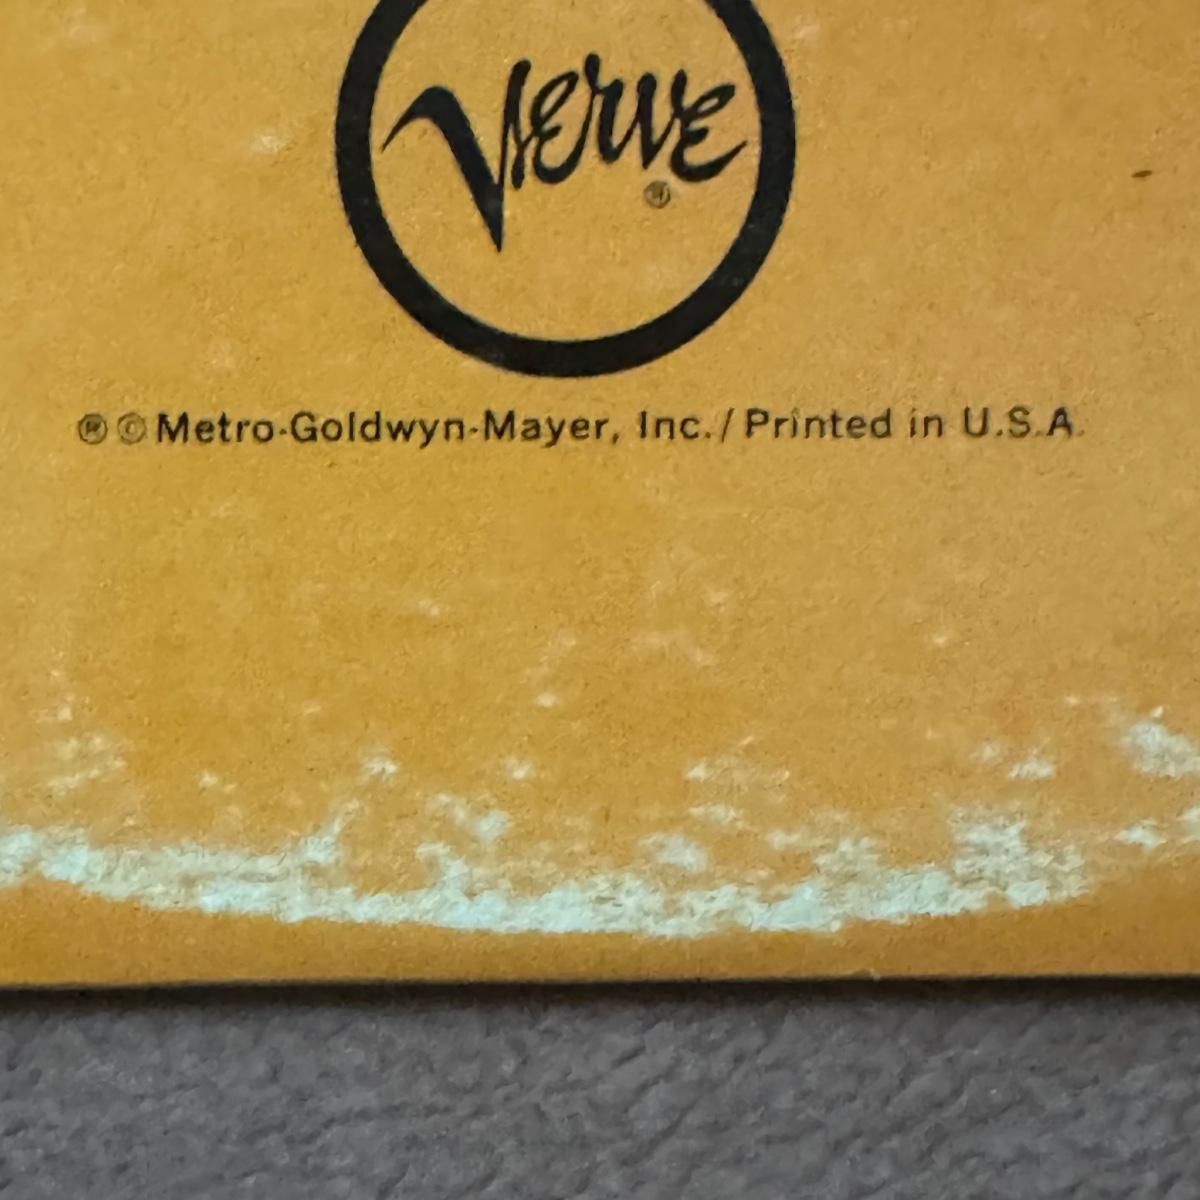 Verve
®
® © Metro-Goldwyn-Mayer, Inc. / Printed in U.S.A.